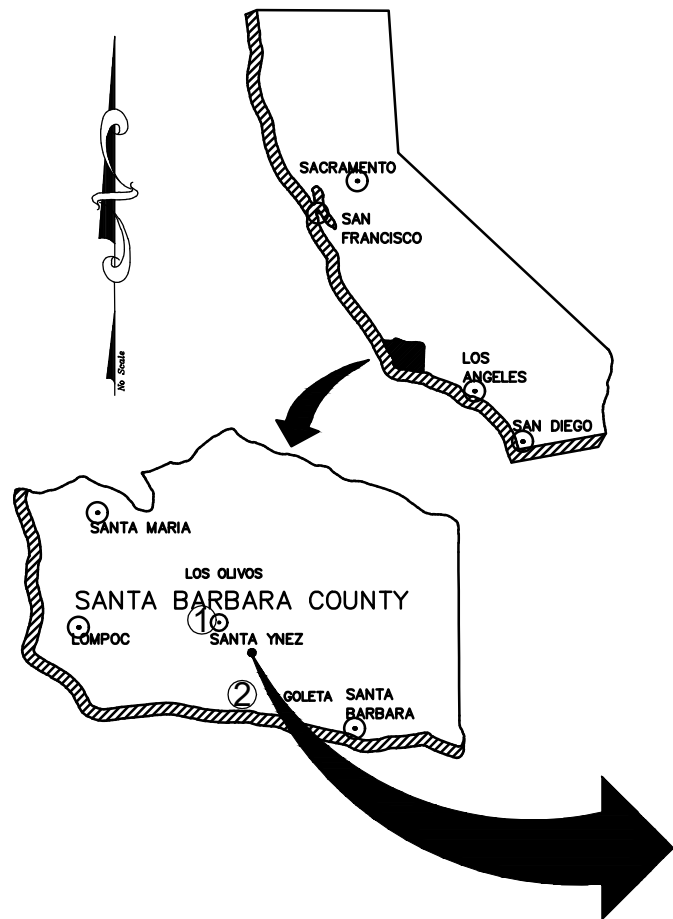 SACRAMENTO
SAN
FRANCISCO
No Scale
LOS
ANGELES
SAN DIEGO
SANTA MARIA
LOS OLIVOS
SANTA BARBARA COUNTY
1
LOMPOC
SANTA YNEZ
2
GOLETA
SANTA
BARBARA